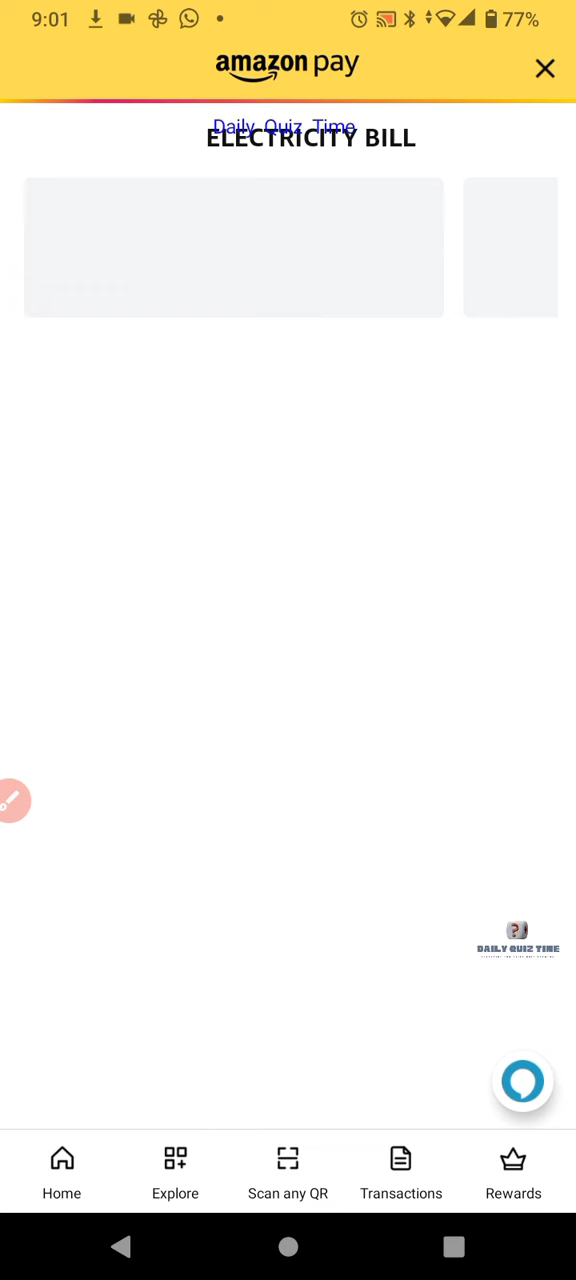 9:01 77%
amazon pay
Daily Quiz Time
ELECTRICITY BILL
DAILY QUIZ TIME
Home Explore Scan any QR Transactions Rewards